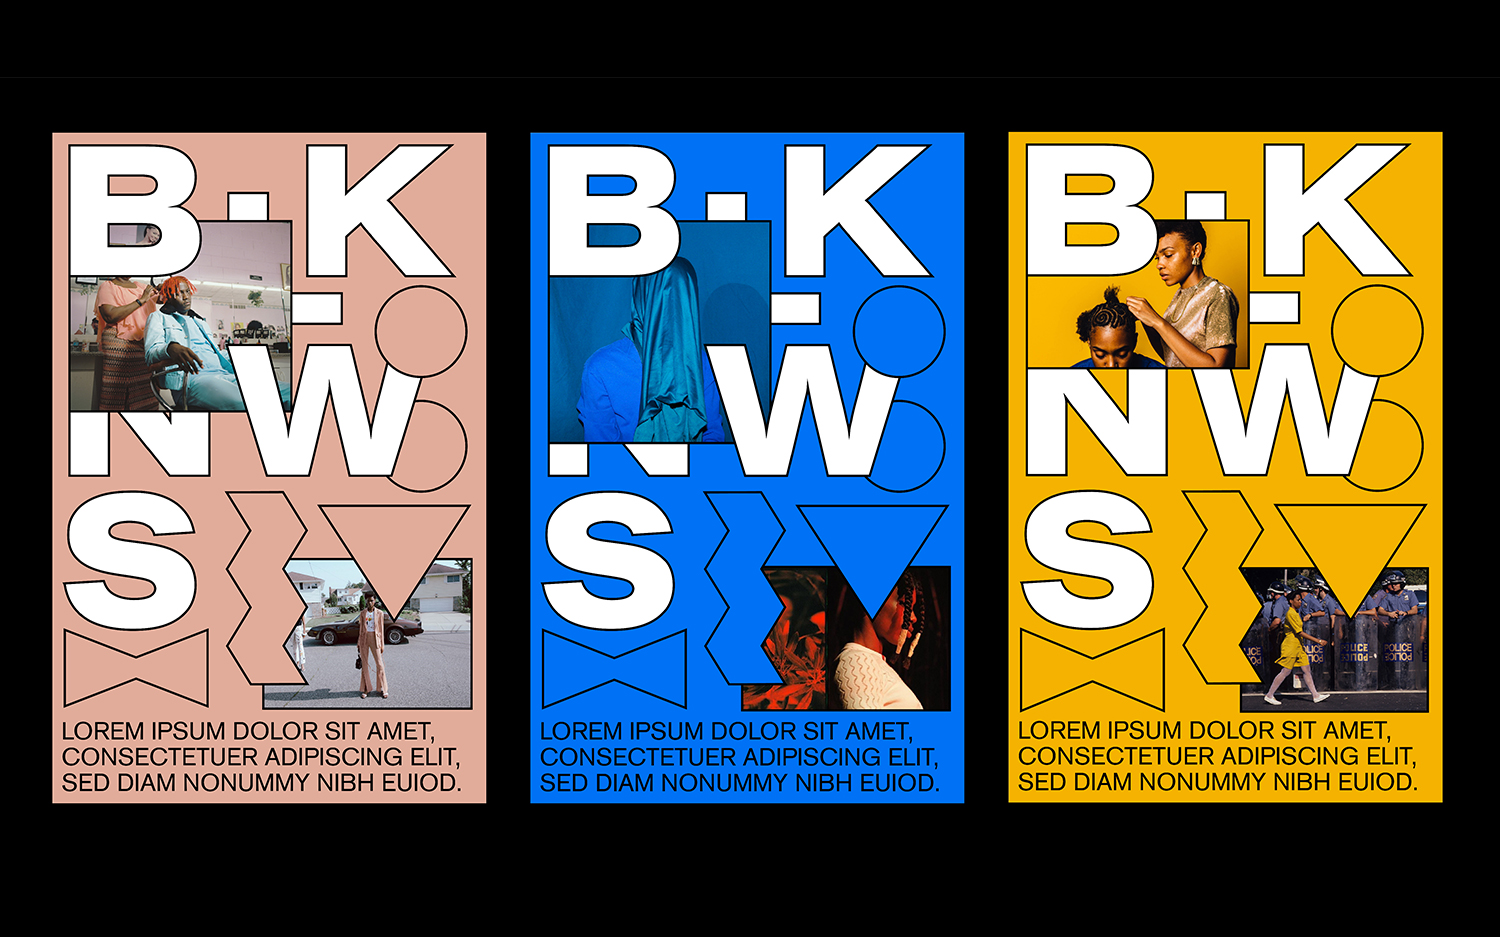 B-K
-
NW
S
LOREM IPSUM DOLOR SIT AMET,
CONSECTETUER ADIPISCING ELIT,
SED DIAM NONUMMY NIBH EUIOD.
B-K
-
NW
S
LOREM IPSUM DOLOR SIT AMET,
CONSECTETUER ADIPISCING ELIT,
SED DIAM NONUMMY NIBH EUIOD.
B-K
-
NW
S
POLICE
POLICE
LOREM IPSUM DOLOR SIT AMET,
CONSECTETUER ADIPISCING ELIT,
SED DIAM NONUMMY NIBH EUIOD.